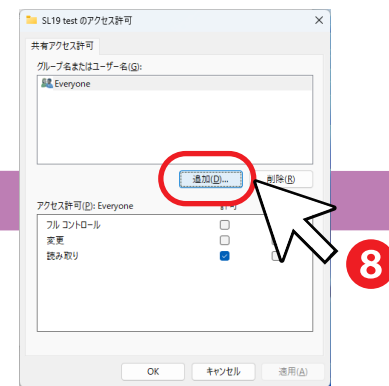 SL19 test のアクセス許可
共有アクセス許可
グループ名またはユーザー名(G):
Everyone
追加(D)... 削除(R)
アクセス許可(P): Everyone 許可
フル コントロール
変更
読み取り
8
OK キャンセル 適用(A)